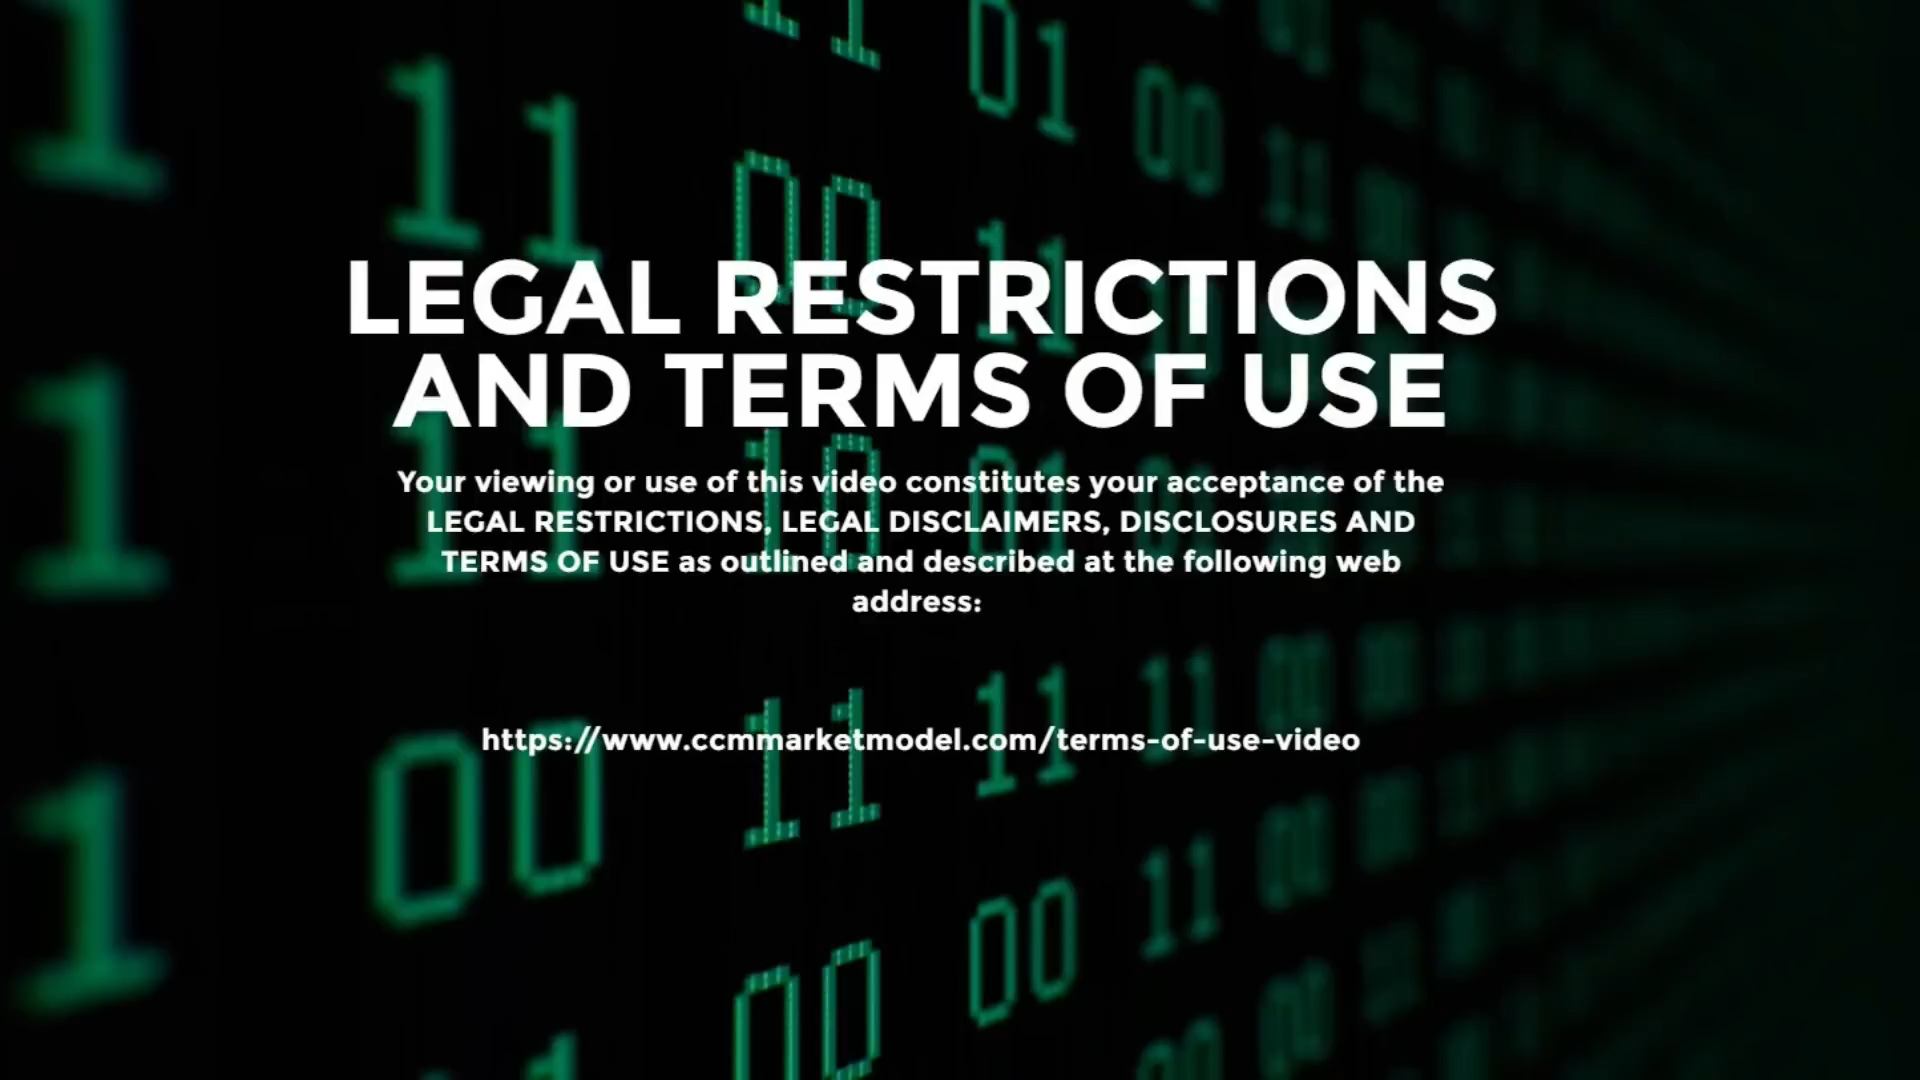 LEGAL RESTRICTIONS
AND TERMS OF USE
Your viewing or use of this video constitutes your acceptance of the
LEGAL RESTRICTIONS, LEGAL DISCLAIMERS, DISCLOSURES AND
TERMS OF USE as outlined and described at the following web
address:
https://www.ccmmarketmodel.com/terms-of-use-video